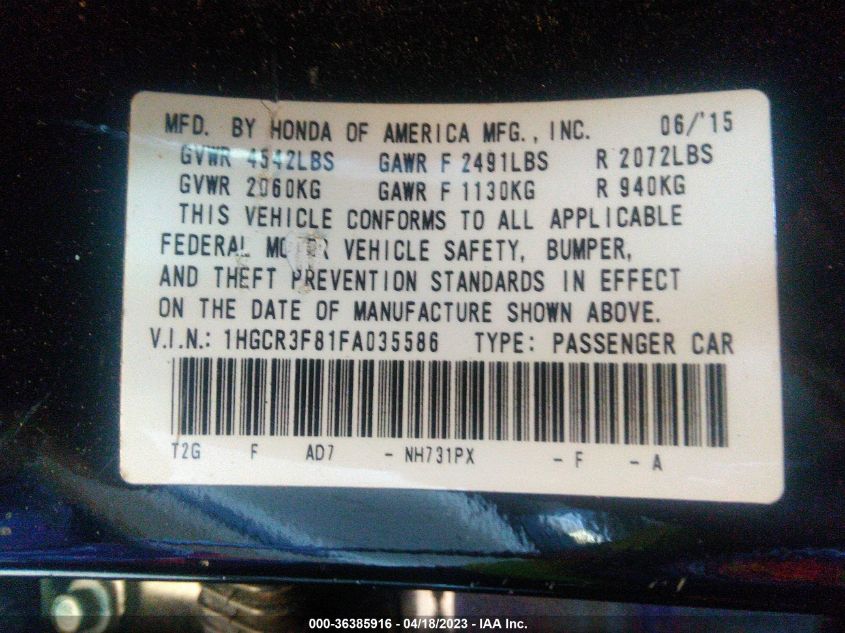 MFD. BY HONDA OF AMERICA MFG., INC. 06/'15
GVWR 4542LBS GAWR F 2491LBS R 2072LBS
GVWR 2060KG GAWR F 1130KG R 940KG
THIS VEHICLE CONFORMS TO ALL APPLICABLE
FEDERAL MOTOR VEHICLE SAFETY, BUMPER,
AND THEFT PREVENTION STANDARDS IN EFFECT
ON THE DATE OF MANUFACTURE SHOWN ABOVE.
V.I.N.: 1HGCR3F81FA035586 TYPE: PASSENGER CAR
T2G F AD7 - NH731PX - F - A
000-36385916 - 04/18/2023 - IAA Inc.